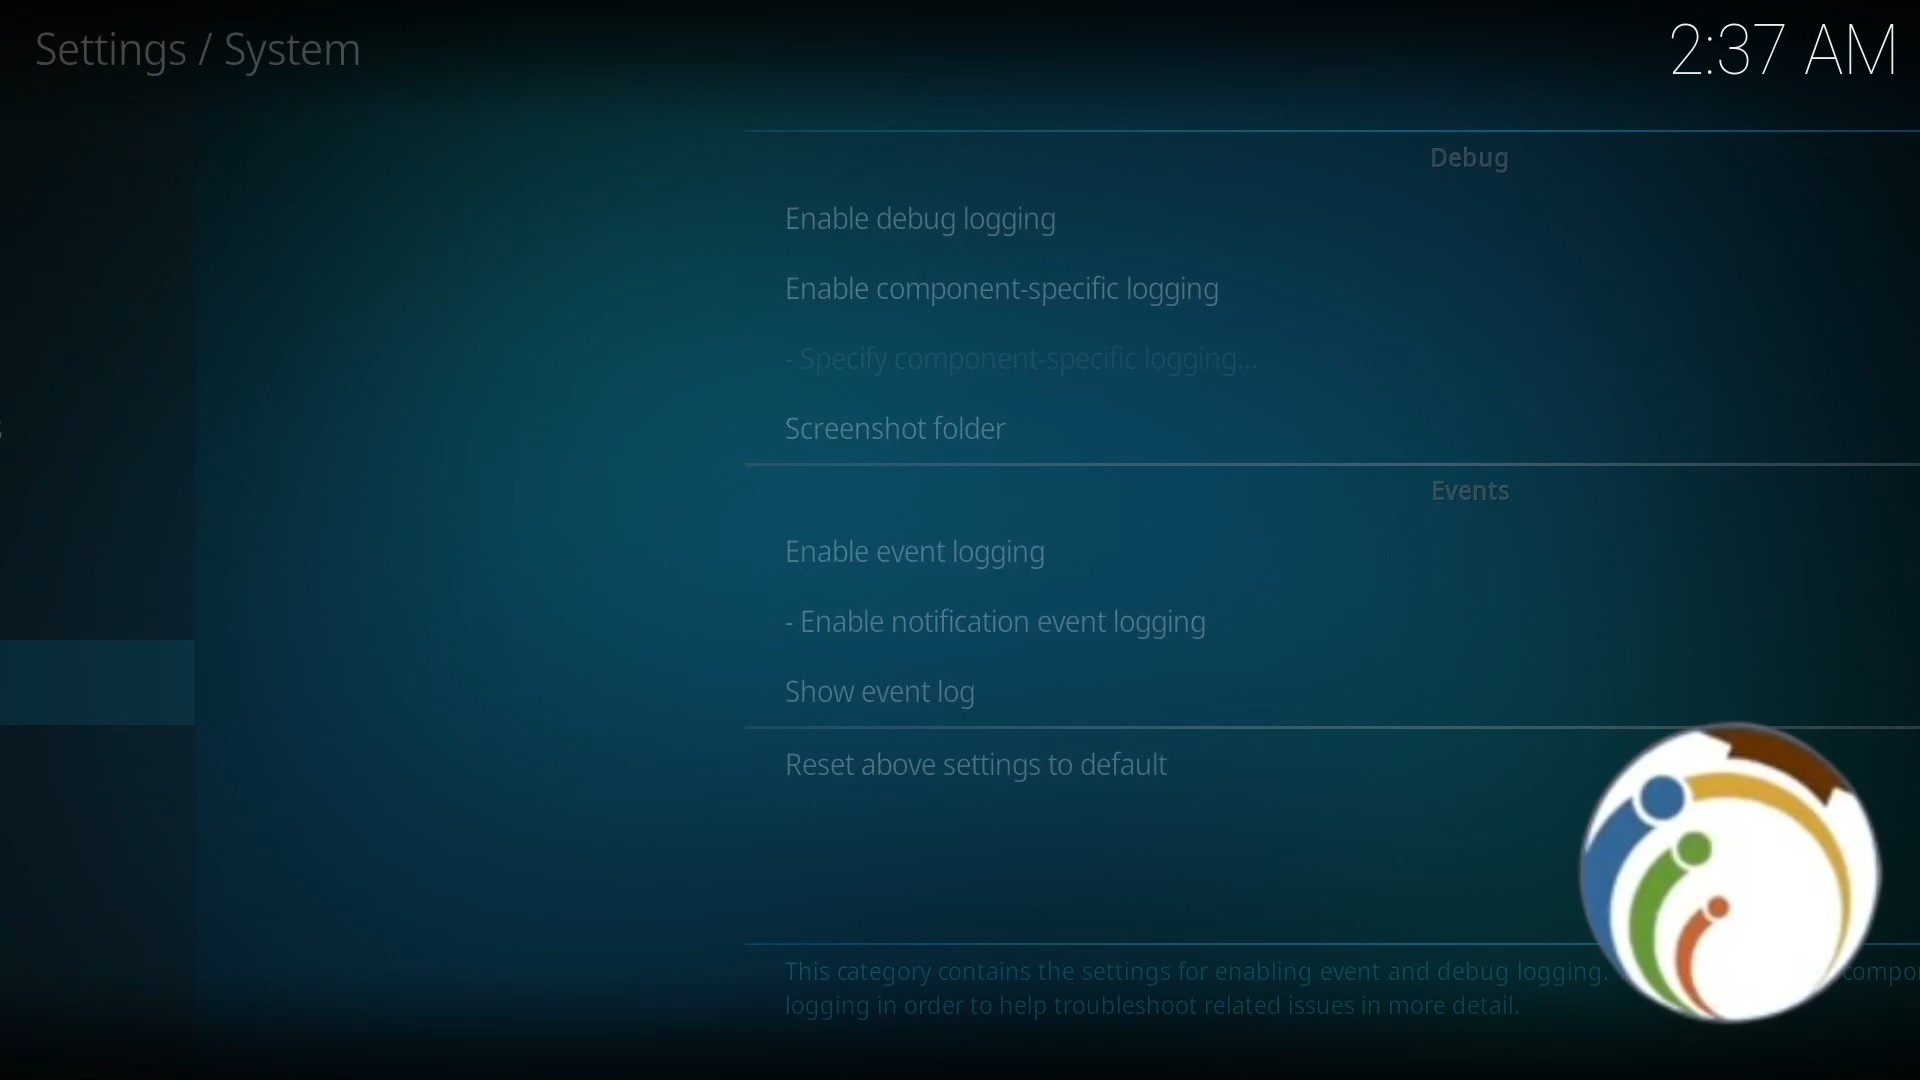 Settings / System
2:37 AM
Debug
Enable debug logging
Enable component-specific logging
- Specify component-specific logging...
Screenshot folder
Events
Enable event logging
- Enable notification event logging
Show event log
Reset above settings to default
This category contains the settings for enabling event and debug logging.
logging in order to help troubleshoot related issues in more detail.